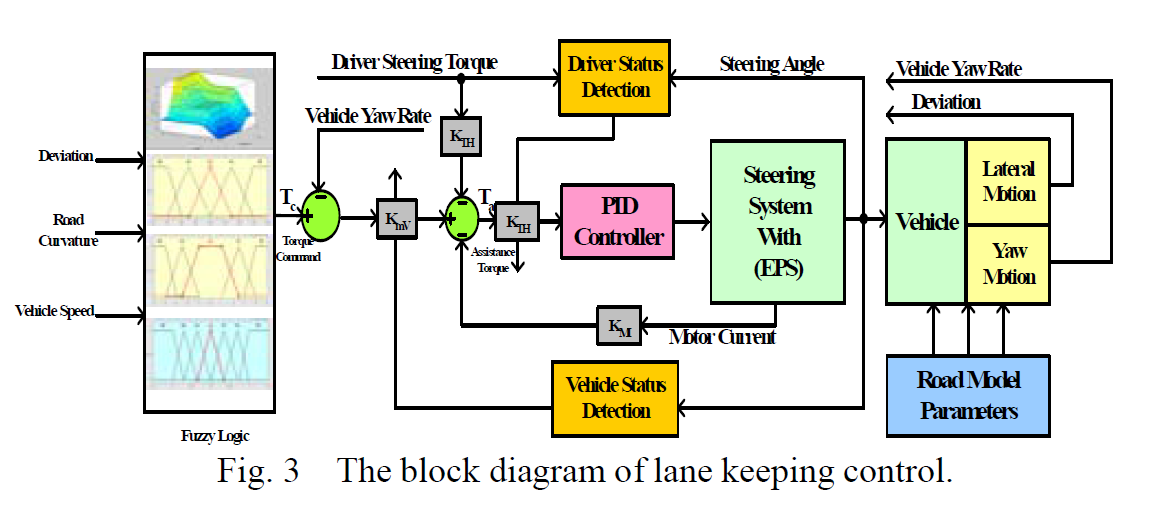 Driver Steering Torque
Driver Status
Detection
Steering Angle
Vehicle Yaw Rate
Deviation
Vehicle Yaw Rate
K_TH
Deviation
Road
Curvature
Vehicle Speed
T_c
Torque
Command
K_mV
T_a
Assistance
Torque
K_TH
PID
Controller
Steering
System
With
(EPS)
Vehicle
Lateral
Motion
Yaw
Motion
K_M
Motor Current
Vehicle Status
Detection
Road Model
Parameters
Fuzzy Logic
Fig. 3 The block diagram of lane keeping control.